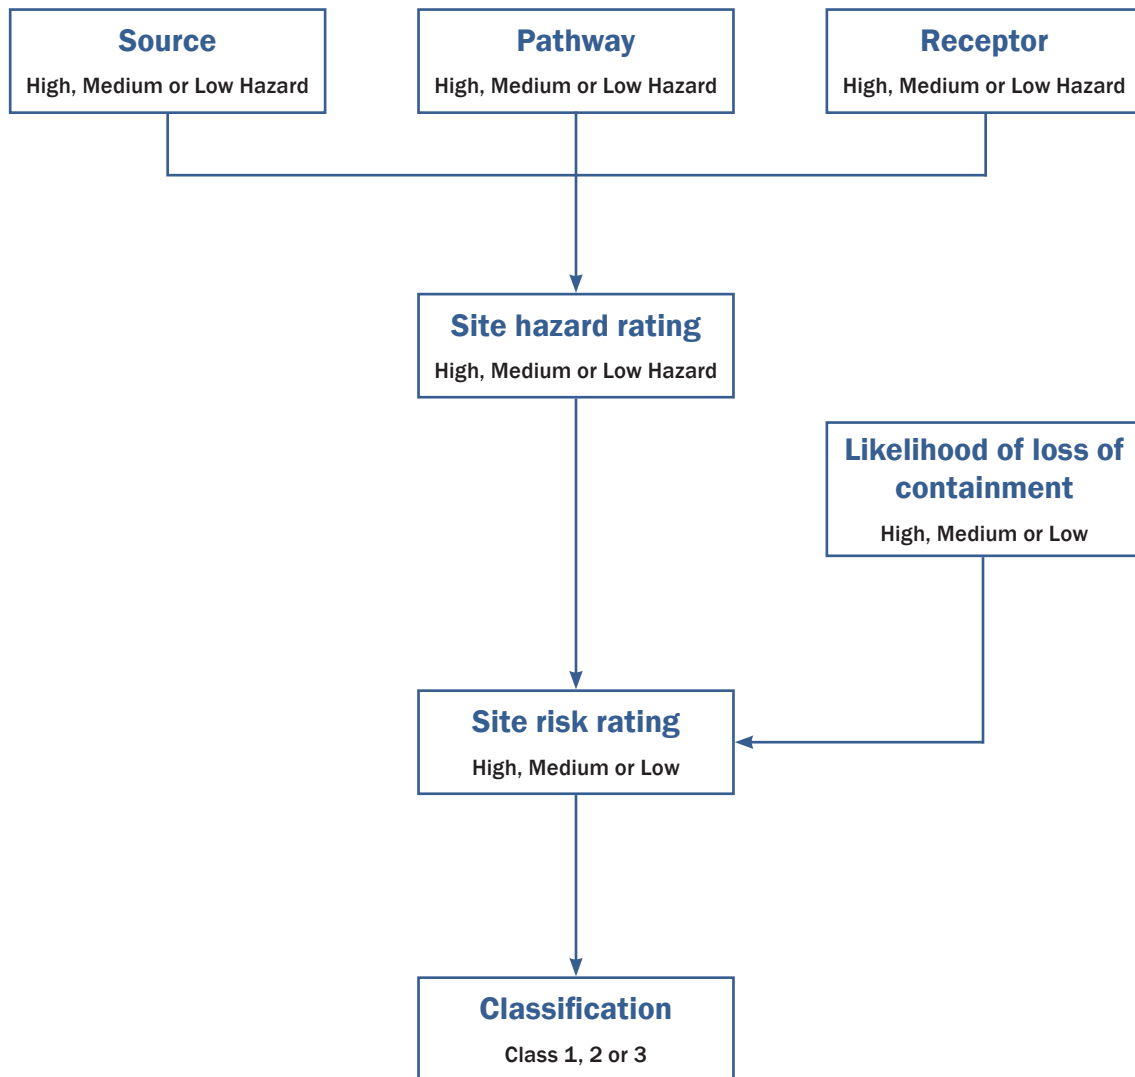 Source
High, Medium or Low Hazard
Pathway
High, Medium or Low Hazard
Receptor
High, Medium or Low Hazard
Site hazard rating
High, Medium or Low Hazard
Likelihood of loss of
containment
High, Medium or Low
Site risk rating
High, Medium or Low
Classification
Class 1, 2 or 3